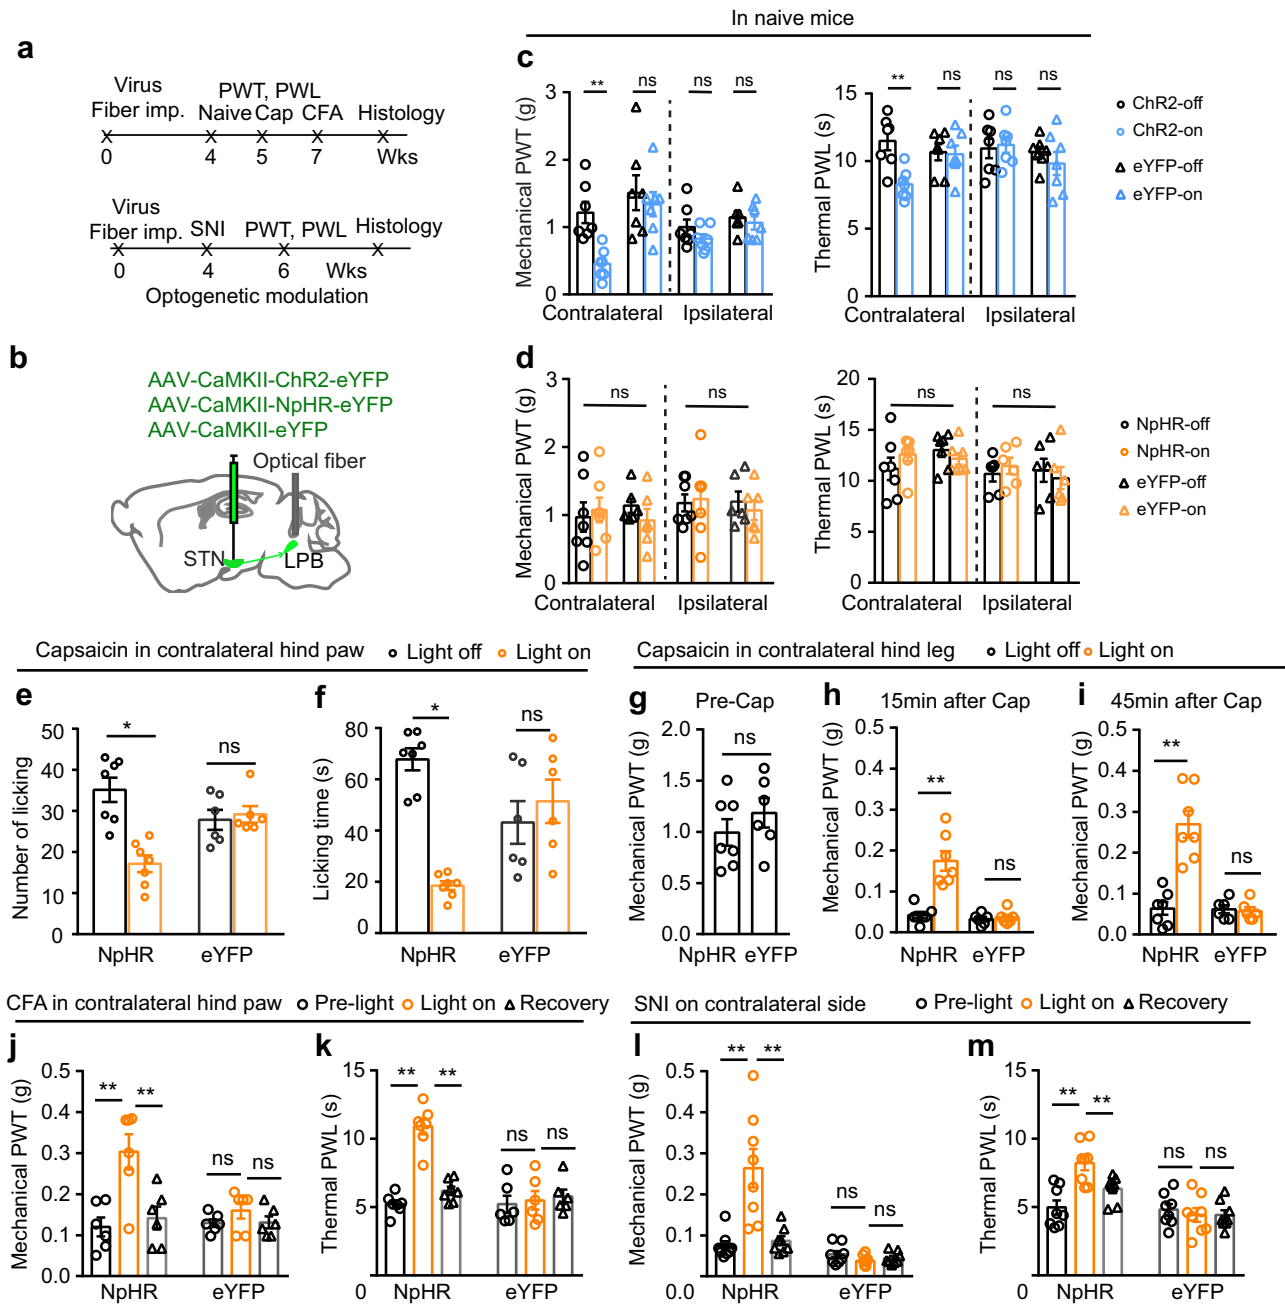 In naive mice
a
Virus
Fiber imp.
PWT, PWL
Naive Cap CFA Histology
X X X X X
0 4 5 7 Wks
Virus
Fiber imp. SNI PWT, PWL Histology
X X X X
0 4 6 Wks
Optogenetic modulation
b
AAV-CaMKII-ChR2-eYFP
AAV-CaMKII-NpHR-eYFP
AAV-CaMKII-eYFP
Optical fiber
STN LPB
c
Mechanical PWT (g)
3
2
1
0
** ns ns ns
Contralateral Ipsilateral
Thermal PWL (s)
15
10
5
0
** ns ns ns
Contralateral Ipsilateral
ChR2-off
ChR2-on
eYFP-off
eYFP-on
d
Mechanical PWT (g)
3
2
1
0
ns ns
Contralateral Ipsilateral
Thermal PWL (s)
20
15
10
5
0
ns ns
Contralateral Ipsilateral
NpHR-off
NpHR-on
eYFP-off
eYFP-on
Capsaicin in contralateral hind paw Light off Light on
e
Number of licking
50
40
30
20
10
0
* ns
NpHR eYFP
f
Licking time (s)
80
60
40
20
0
* ns
NpHR eYFP
Capsaicin in contralateral hind leg Light off Light on
g
Pre-Cap
Mechanical PWT (g)
2.0
1.5
1.0
0.5
0.0
ns
NpHR eYFP
h
15min after Cap
Mechanical PWT (g)
0.5
0.4
0.3
0.2
0.1
0.0
** ns
NpHR eYFP
i
45min after Cap
Mechanical PWT (g)
0.5
0.4
0.3
0.2
0.1
0.0
** ns
NpHR eYFP
CFA in contralateral hind paw Pre-light Light on Recovery
j
Mechanical PWT (g)
0.5
0.4
0.3
0.2
0.1
0.0
** ** ns ns
NpHR eYFP
k
Thermal PWL (s)
15
10
5
0
** ** ns ns
NpHR eYFP
SNI on contralateral side Pre-light Light on Recovery
l
Mechanical PWT (g)
0.5
0.4
0.3
0.2
0.1
0.0
** ** ns ns
NpHR eYFP
m
Thermal PWL (s)
15
10
5
0
** ** ns ns
NpHR eYFP